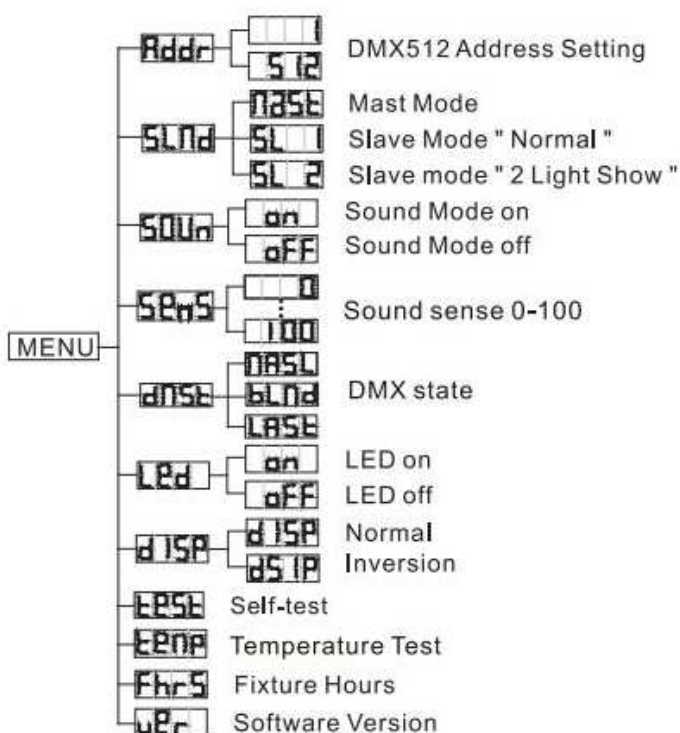 Addr 1 DMX512 Address Setting
512
SLMd MaSt Mast Mode
SL 1 Slave Mode " Normal "
SL 2 Slave mode " 2 Light Show "
SOUn on Sound Mode on
oFF Sound Mode off
SenS 0 Sound sense 0-100
100
MENU
dMSt MASL DMX state
bLMd
LASt
Led on LED on
oFF LED off
dISP dISP Normal
dSIP Inversion
teSt Self-test
teMP Temperature Test
FhrS Fixture Hours
ver Software Version